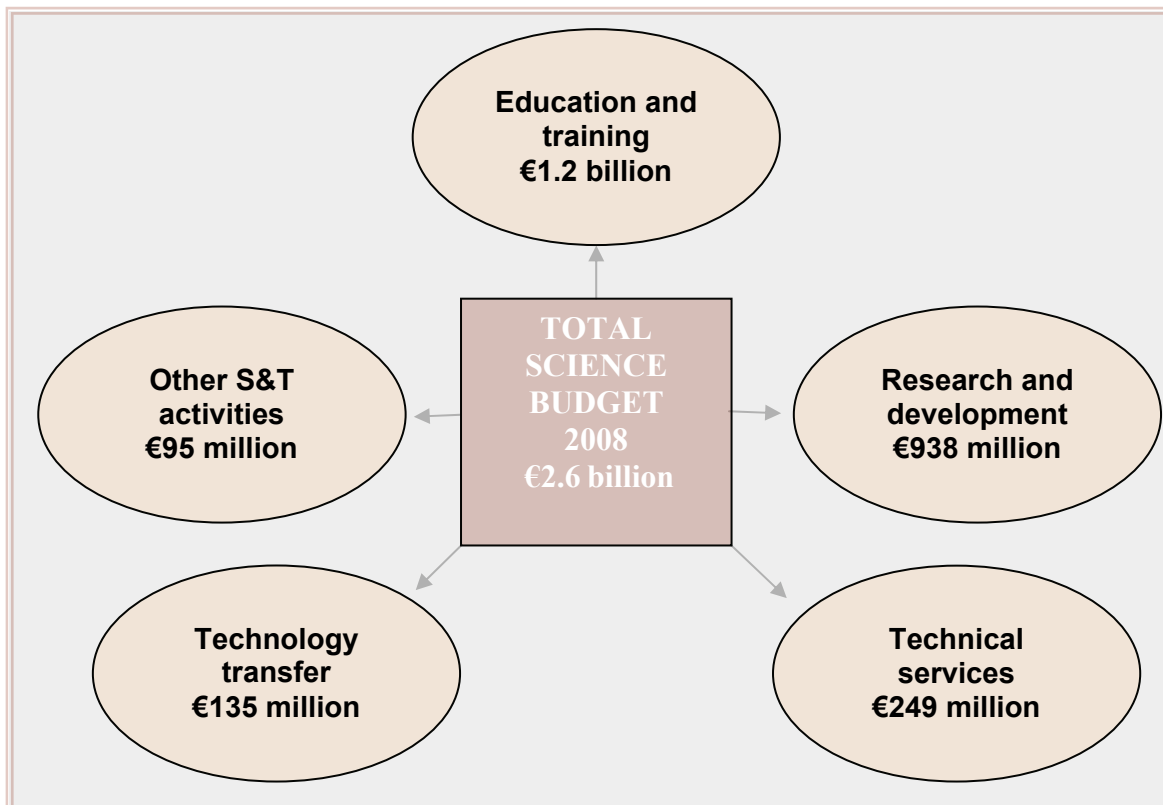 Education and
training
€1.2 billion
TOTAL
SCIENCE
BUDGET
2008
€2.6 billion
Other S&T
activities
€95 million
Research and
development
€938 million
Technology
transfer
€135 million
Technical
services
€249 million